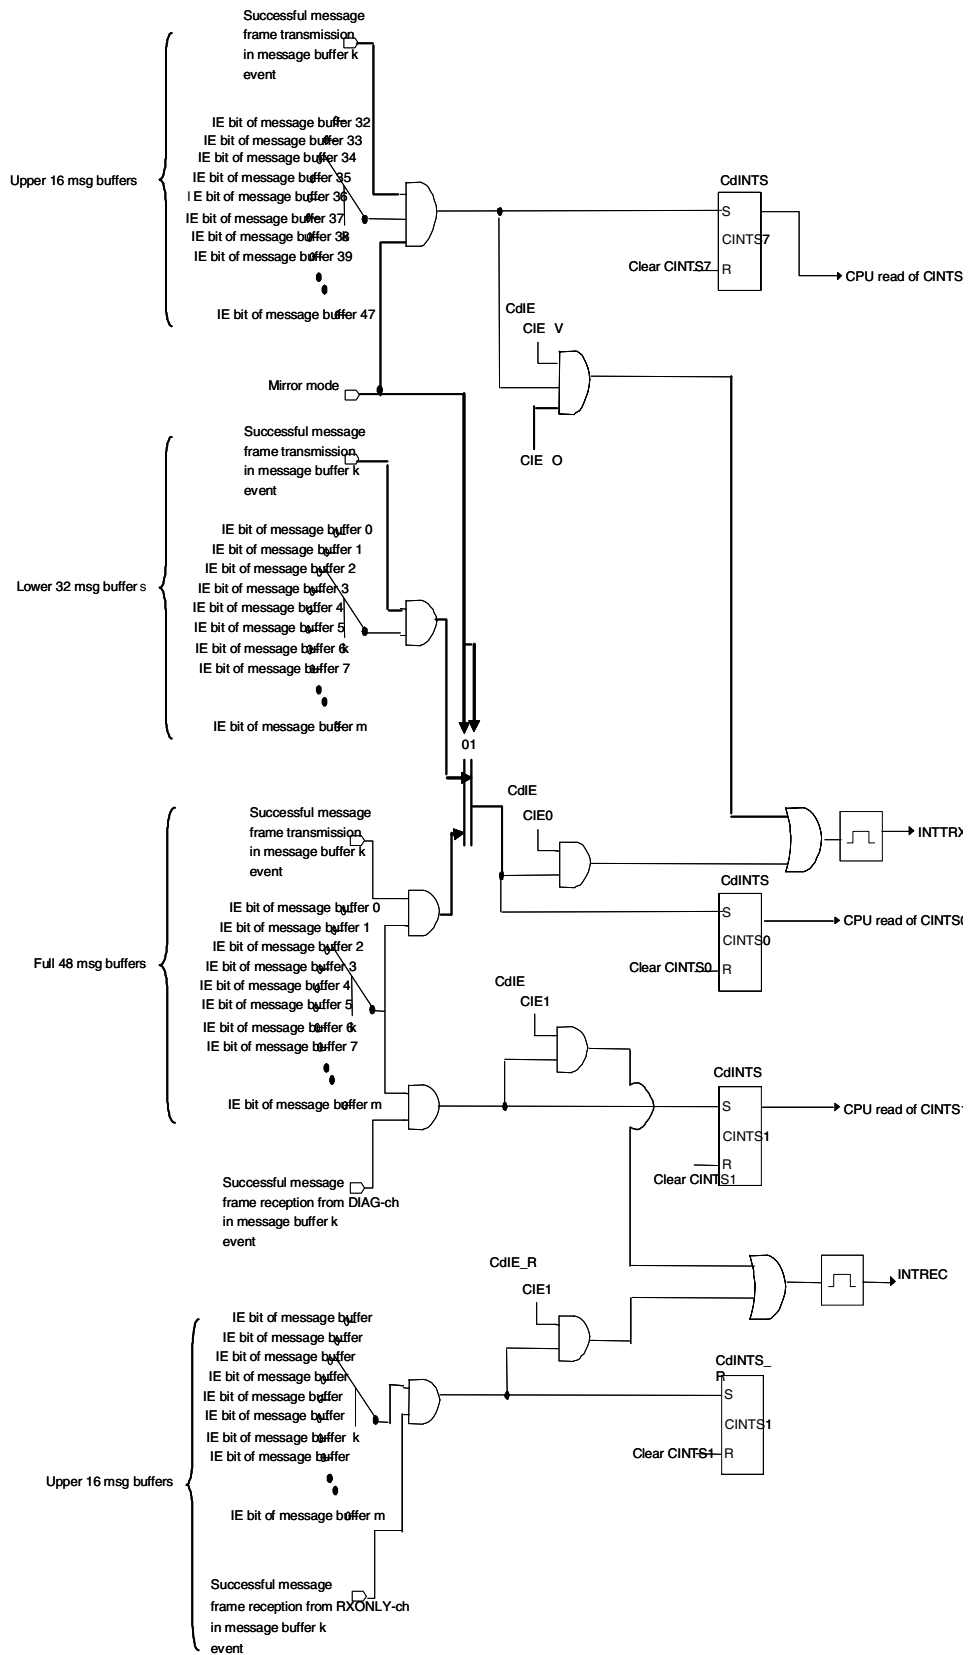 Successful message
frame transmission
in message buffer k
event
IE bit of message buffer 32
IE bit of message buffer 33
IE bit of message buffer 34
IE bit of message buffer 35
IE bit of message buffer 36
IE bit of message buffer 37
IE bit of message buffer 38
k
IE bit of message buffer 39
IE bit of message buffer 47
Upper 16 msg buffers
CdINTS
S
CINTS7
Clear CINTS7
R
CPU read of CINTS
CdIE
CIE V
CIE O
Mirror mode
Successful message
frame transmission
in message buffer k
event
IE bit of message buffer 0
IE bit of message buffer 1
IE bit of message buffer 2
IE bit of message buffer 3
IE bit of message buffer 4
IE bit of message buffer 5
IE bit of message buffer 6
k
IE bit of message buffer 7
IE bit of message buffer m
Lower 32 msg buffers
01
Successful message
frame transmission
in message buffer k
event
IE bit of message buffer 0
IE bit of message buffer 1
IE bit of message buffer 2
IE bit of message buffer 3
IE bit of message buffer 4
IE bit of message buffer 5
IE bit of message buffer 6
k
IE bit of message buffer 7
IE bit of message buffer m
Full 48 msg buffers
CdIE
CIE0
INTTRX
CdINTS
S
CINTS0
Clear CINTS0
R
CPU read of CINTS0
CdIE
CIE1
CdINTS
S
CINTS1
R
Clear CINTS1
CPU read of CINTS1
Successful message
frame reception from DIAG-ch
in message buffer k
event
CdIE_R
CIE1
INTREC
IE bit of message buffer
IE bit of message buffer
IE bit of message buffer
IE bit of message buffer
IE bit of message buffer
IE bit of message buffer
IE bit of message buffer k
IE bit of message buffer
IE bit of message buffer m
Upper 16 msg buffers
CdINTS_
R
S
CINTS1
Clear CINTS1
R
Successful message
frame reception from RXONLY-ch
in message buffer k
event